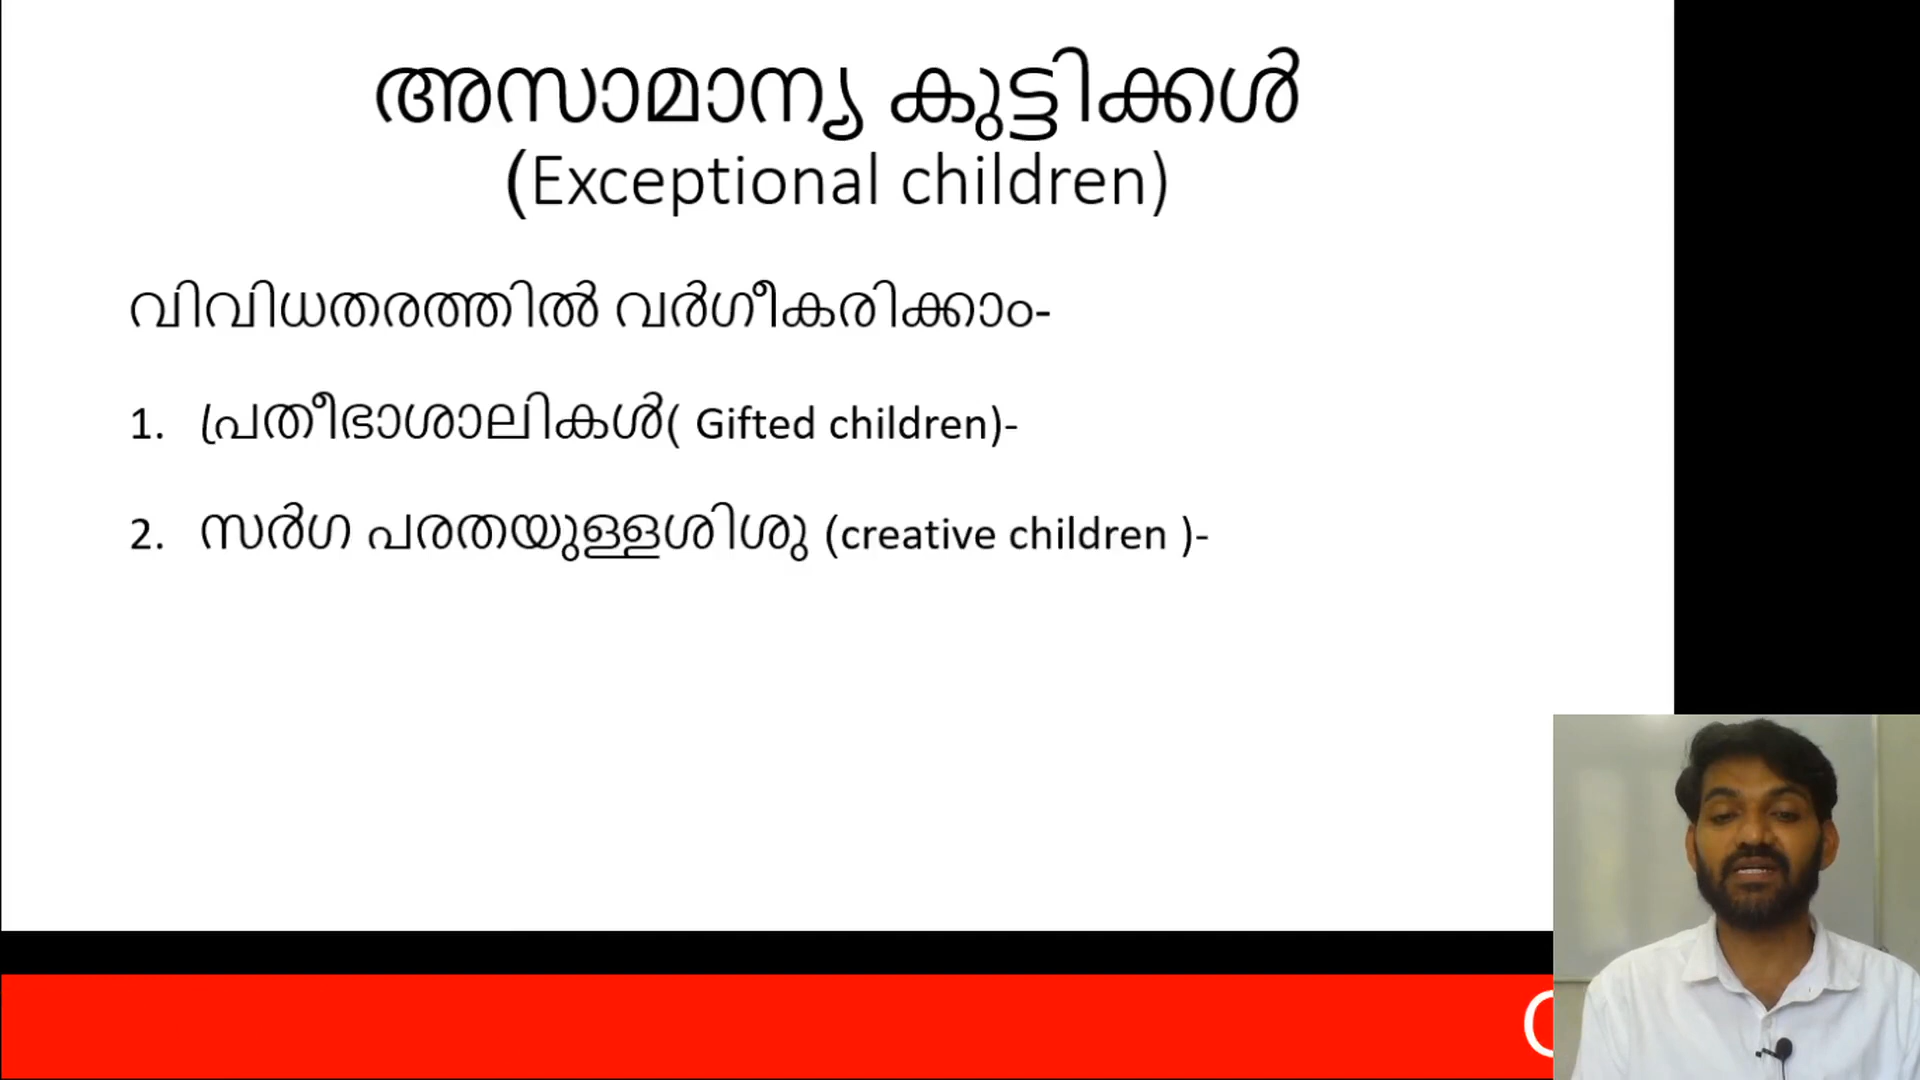 അസാമാന്യ കുട്ടിക്കൾ
(Exceptional children)
വിവിധതരത്തിൽ വർഗീകരിക്കാം-
1. പ്രതീഭാശാലികൾ( Gifted children)-
2. സർഗ പരതയുള്ളശിശു (creative children )-